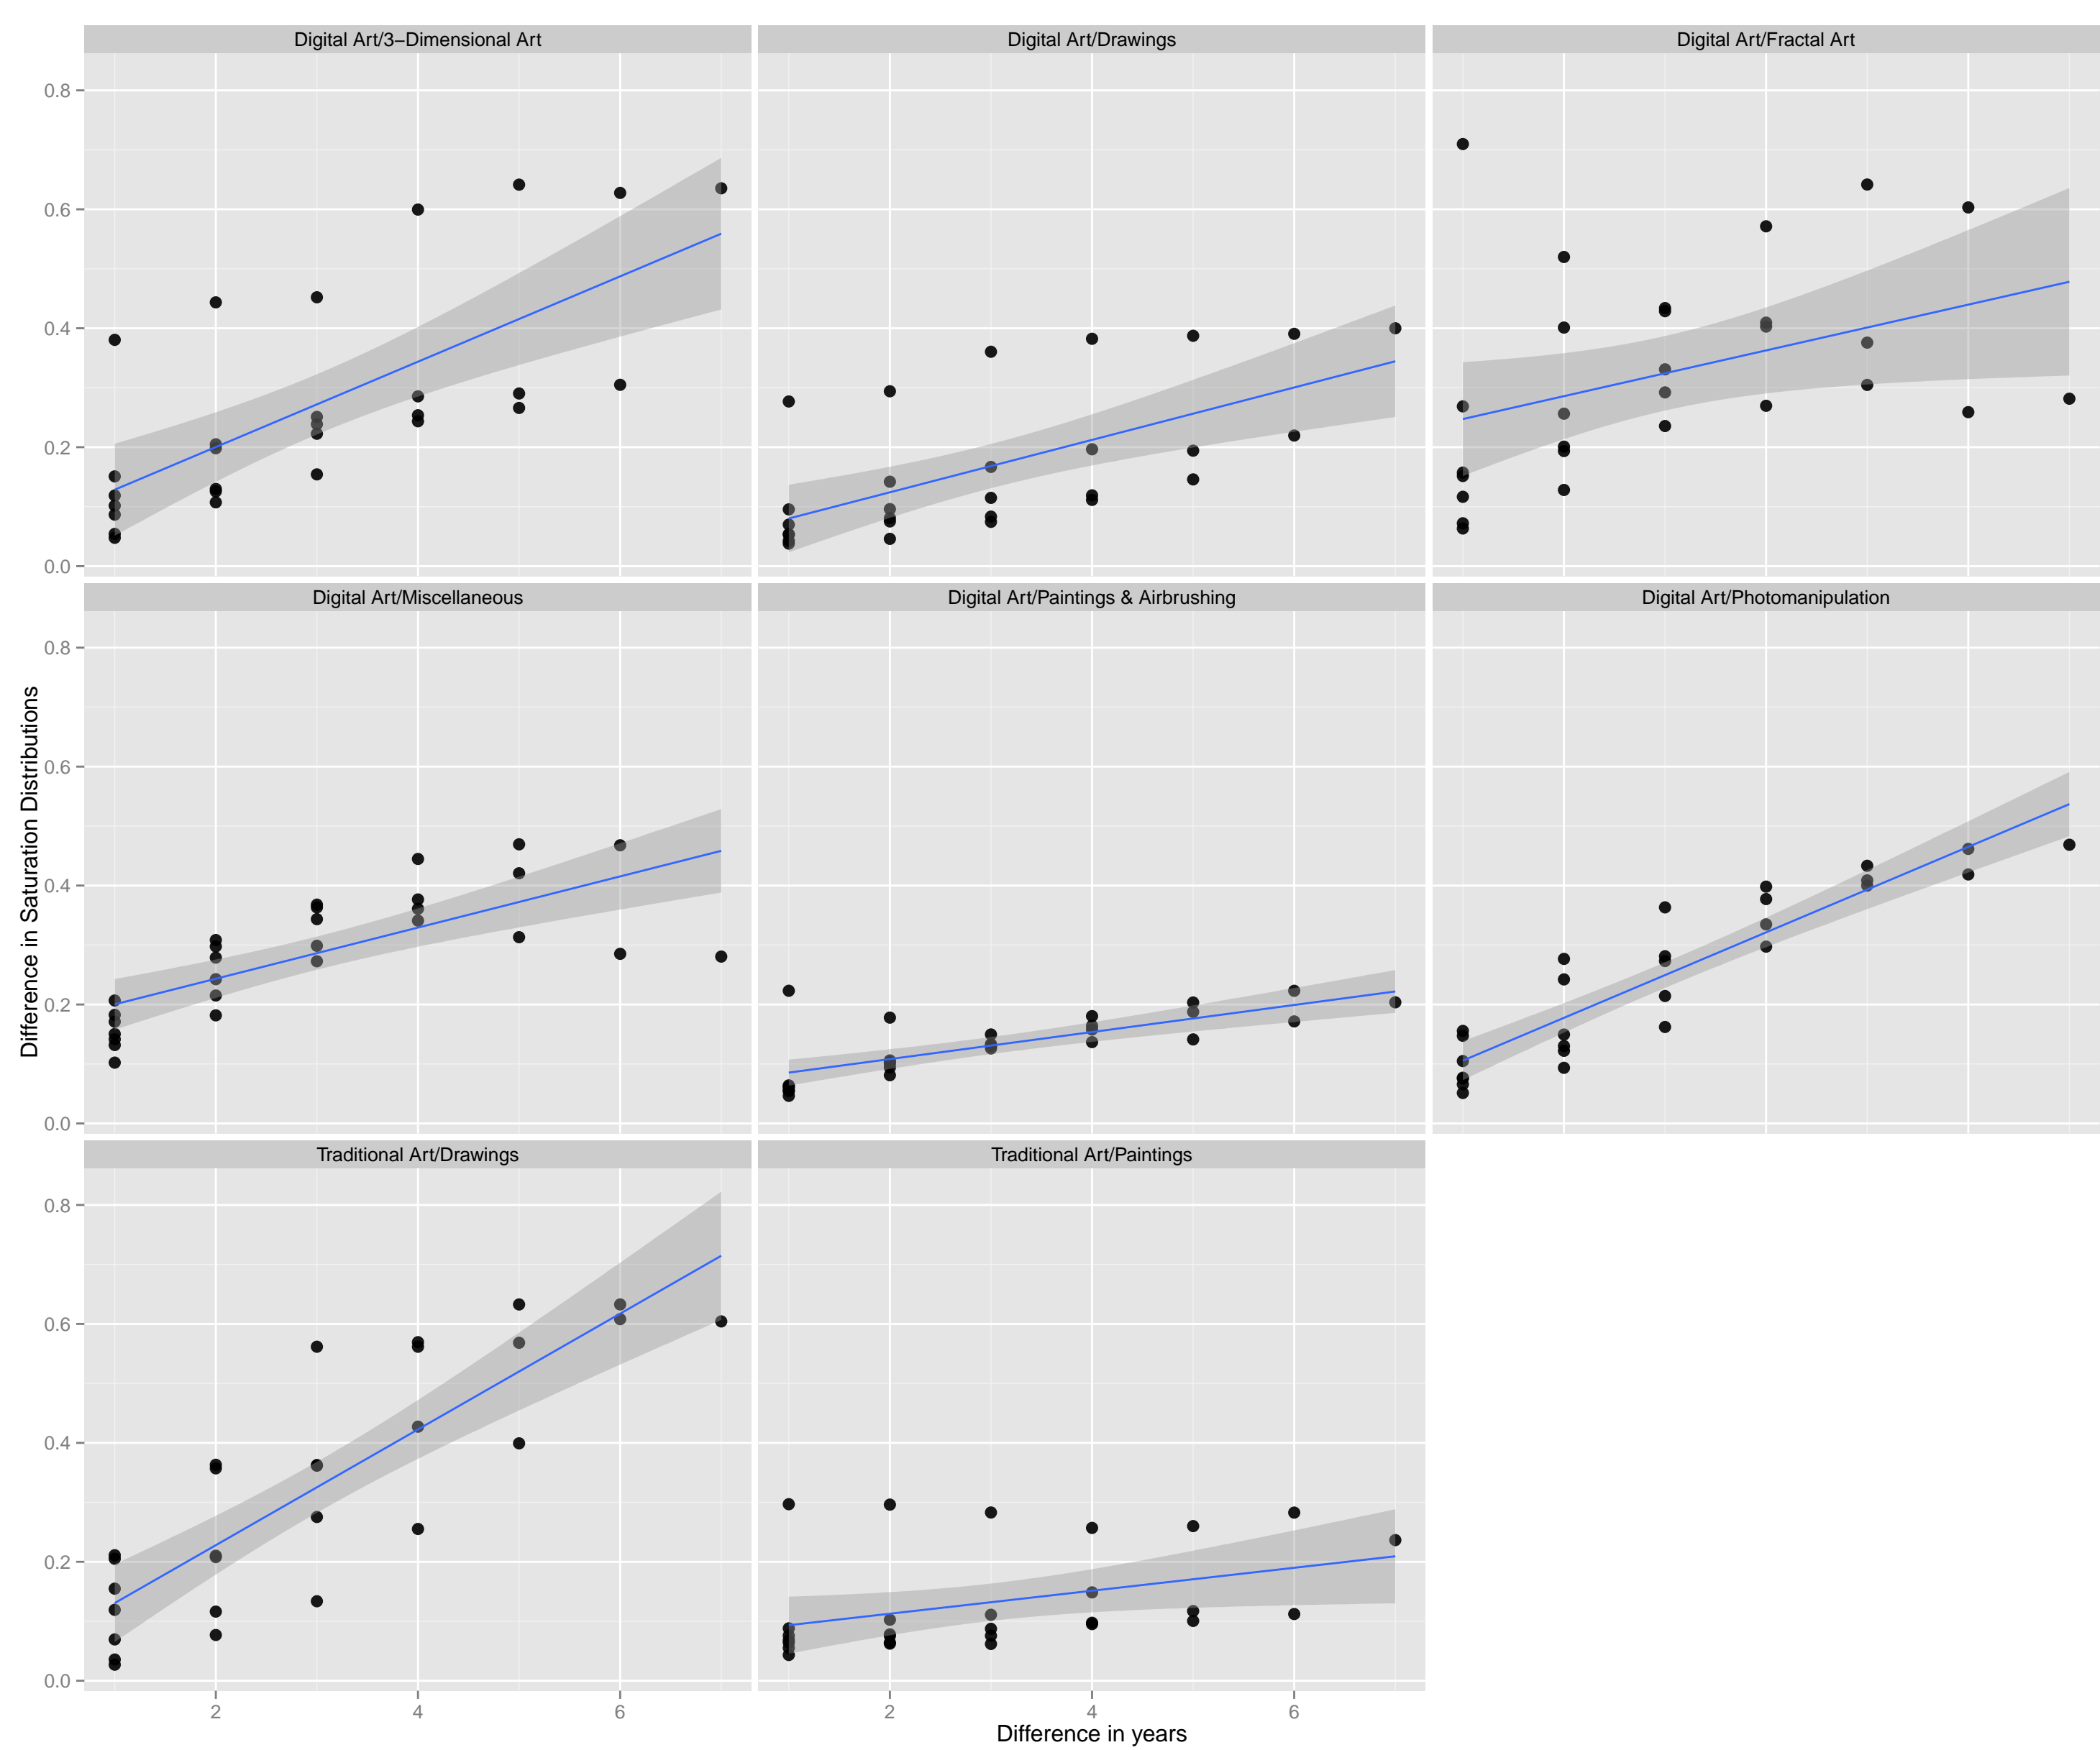 Digital Art/3−Dimensional Art
Digital Art/Drawings
Digital Art/Fractal Art
0.8
0.6
0.4
0.2
0.0
Digital Art/Miscellaneous
Digital Art/Paintings & Airbrushing
Digital Art/Photomanipulation
0.8
0.6
0.4
0.2
0.0
Difference in Saturation Distributions
Traditional Art/Drawings
Traditional Art/Paintings
0.8
0.6
0.4
0.2
0.0
2 4 6
2 4 6
Difference in years